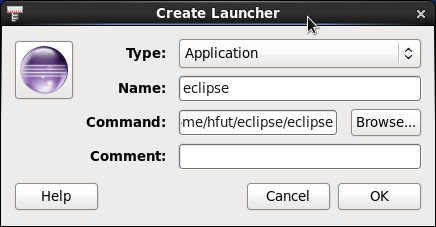 Create Launcher
Type: Application
Name: eclipse
Command: me/hfut/eclipse/eclipse Browse...
Comment:
Help Cancel OK